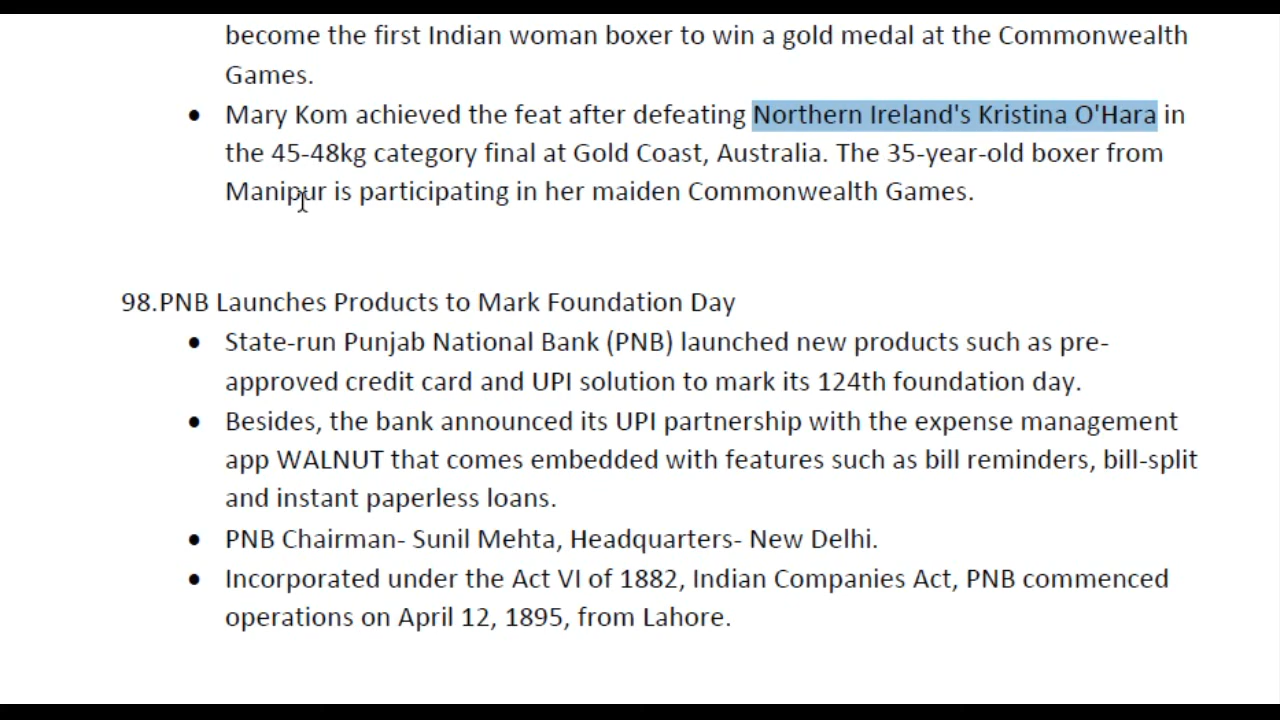 become the first Indian woman boxer to win a gold medal at the Commonwealth
Games.
• Mary Kom achieved the feat after defeating Northern Ireland's Kristina O'Hara in
the 45-48kg category final at Gold Coast, Australia. The 35-year-old boxer from
Manipur is participating in her maiden Commonwealth Games.
98.PNB Launches Products to Mark Foundation Day
• State-run Punjab National Bank (PNB) launched new products such as pre-
approved credit card and UPI solution to mark its 124th foundation day.
• Besides, the bank announced its UPI partnership with the expense management
app WALNUT that comes embedded with features such as bill reminders, bill-split
and instant paperless loans.
• PNB Chairman- Sunil Mehta, Headquarters- New Delhi.
• Incorporated under the Act VI of 1882, Indian Companies Act, PNB commenced
operations on April 12, 1895, from Lahore.